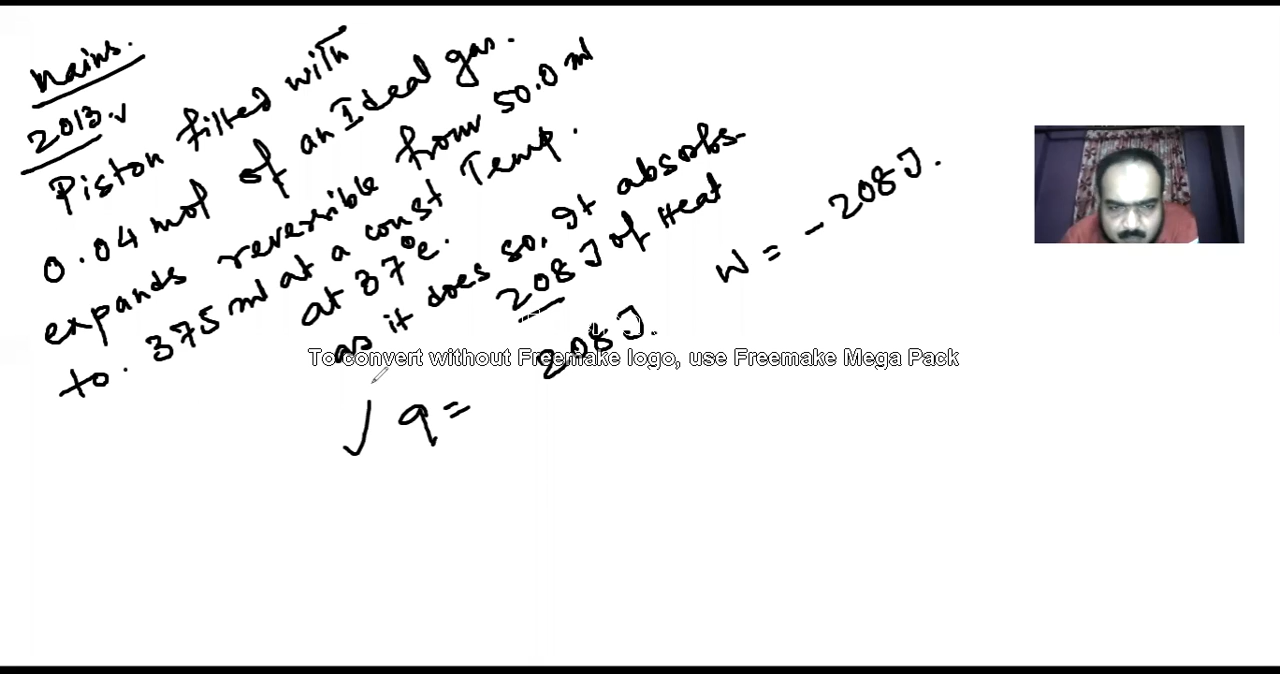 Mains.
2013.
Piston filled with
0.04 mol of an Ideal gas.
expands reversible from 50.0 ml
to. 375 ml at a const Temp.
at 37°c.
as it does so, It absorbs-
208 J of Heat
q = 208 J.
W = - 208 J.
To convert without Freemake logo, use Freemake Mega Pack